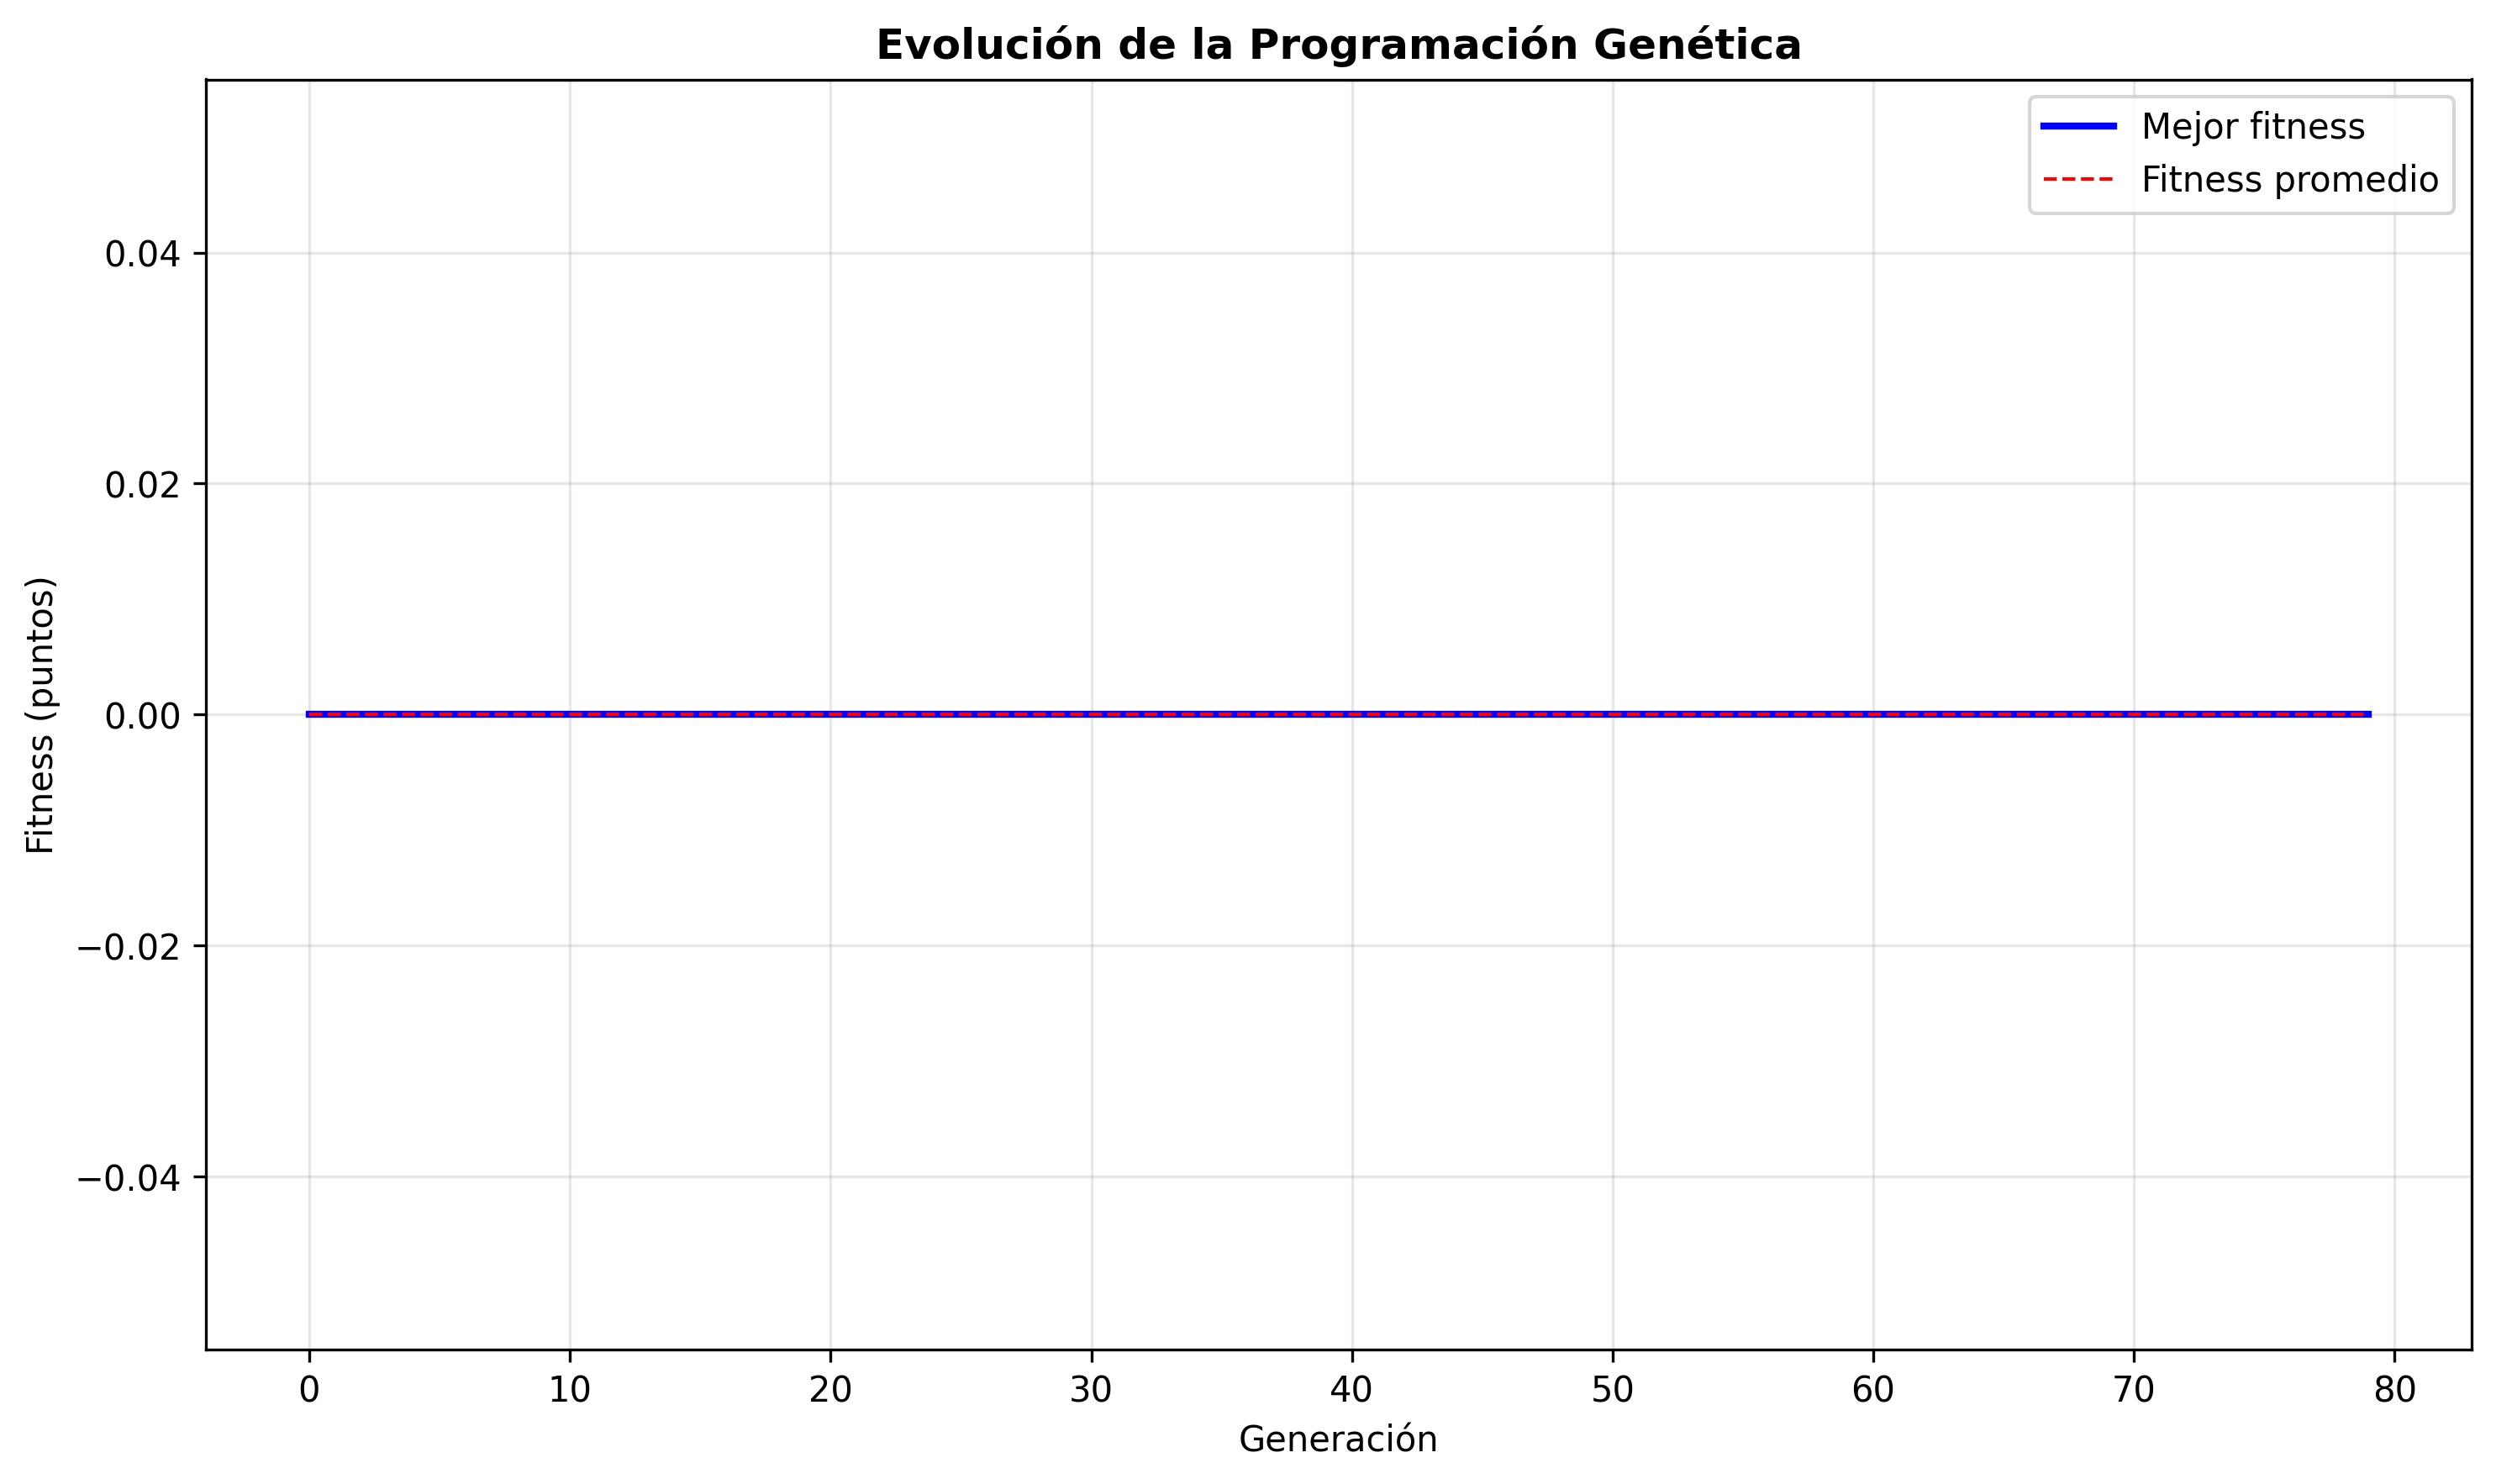 Evolución de la Programación Genética
Mejor fitness
Fitness promedio
Fitness (puntos)
0.04
0.02
0.00
−0.02
−0.04
0 10 20 30 40 50 60 70 80
Generación